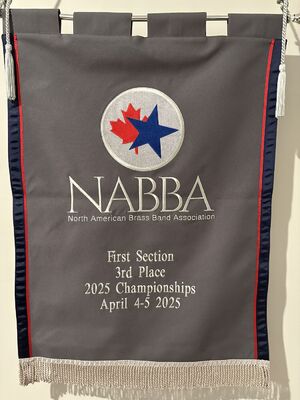 NABBA
North American Brass Band Association
First Section
3rd Place
2025 Championships
April 4-5 2025